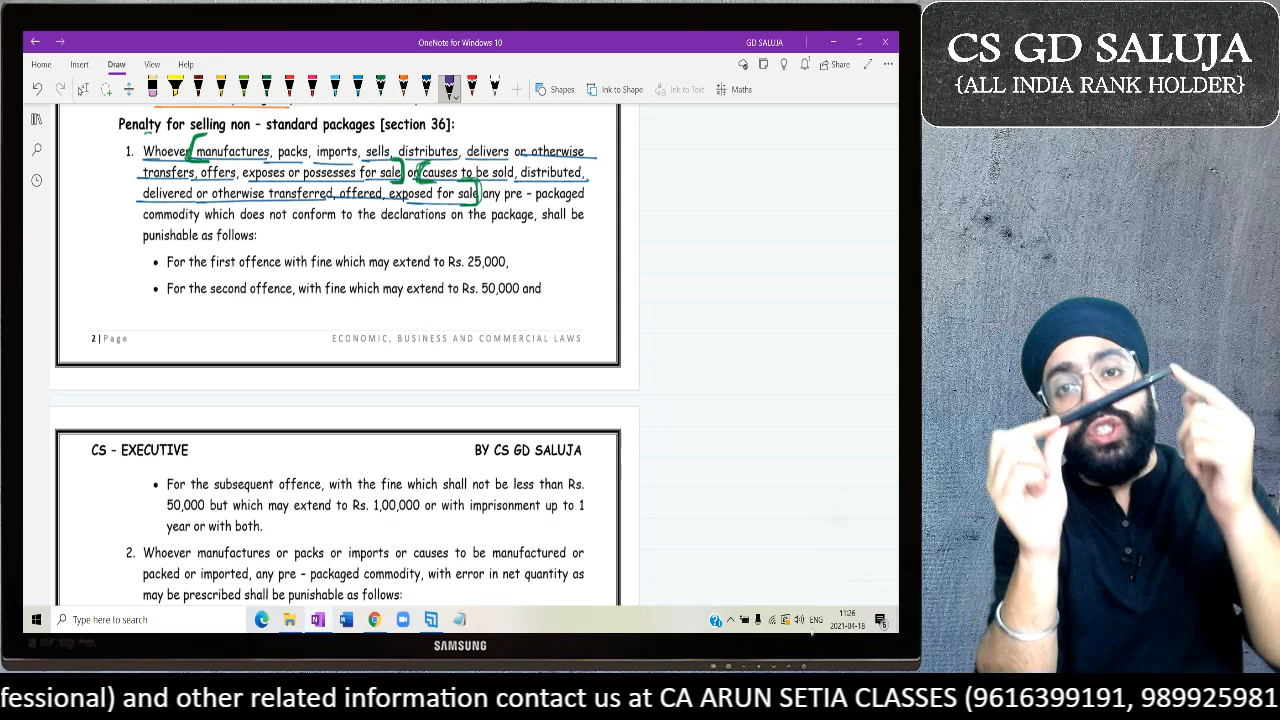 OneNote for Windows 10
GD SALUJA
Home Insert Draw View Help
Share
Shapes Ink to Shape Ink to Text Maths
Penalty for selling non – standard packages [section 36]:
1. Whoever manufactures, packs, imports, sells, distributes, delivers or otherwise
transfers, offers, exposes or possesses for sale or causes to be sold, distributed,
delivered or otherwise transferred, offered, exposed for sale any pre – packaged
commodity which does not conform to the declarations on the package, shall be
punishable as follows:
• For the first offence with fine which may extend to Rs. 25,000,
• For the second offence, with fine which may extend to Rs. 50,000 and
2 | Page
ECONOMIC, BUSINESS AND COMMERCIAL LAWS
CS – EXECUTIVE
BY CS GD SALUJA
• For the subsequent offence, with the fine which shall not be less than Rs.
50,000 but which may extend to Rs. 1,00,000 or with imprisonment up to 1
year or with both.
2. Whoever manufactures or packs or imports or causes to be manufactured or
packed or imported, any pre – packaged commodity, with error in net quantity as
may be prescribed shall be punishable as follows:
Type here to search
ENG
11:26
2021-04-18
SAMSUNG
CS GD SALUJA
{ALL INDIA RANK HOLDER}
fessional) and other related information contact us at CA ARUN SETIA CLASSES (9616399191, 989925981